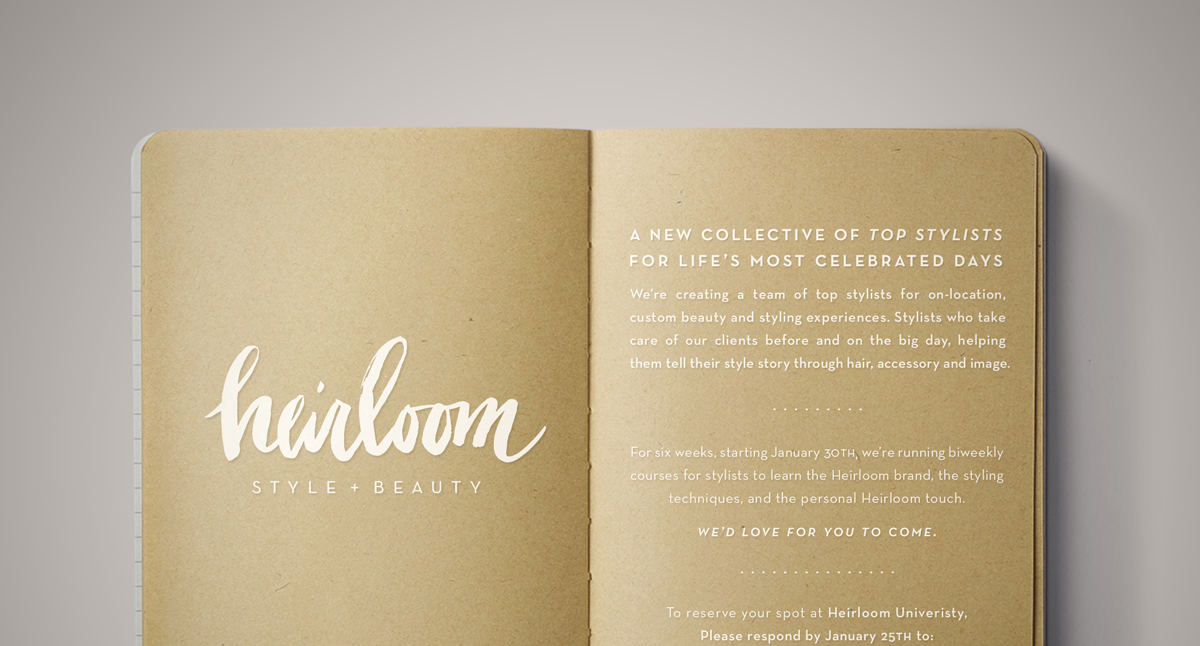 heirloom
STYLE + BEAUTY
A NEW COLLECTIVE OF TOP STYLISTS
FOR LIFE'S MOST CELEBRATED DAYS
We're creating a team of top stylists for on-location,
custom beauty and styling experiences. Stylists who take
care of our clients before and on the big day, helping
them tell their style story through hair, accessory and image.
For six weeks, starting January 30TH, we're running biweekly
courses for stylists to learn the Heirloom brand, the styling
techniques, and the personal Heirloom touch.
WE'D LOVE FOR YOU TO COME.
To reserve your spot at Heirloom Univeristy,
Please respond by January 25TH to: